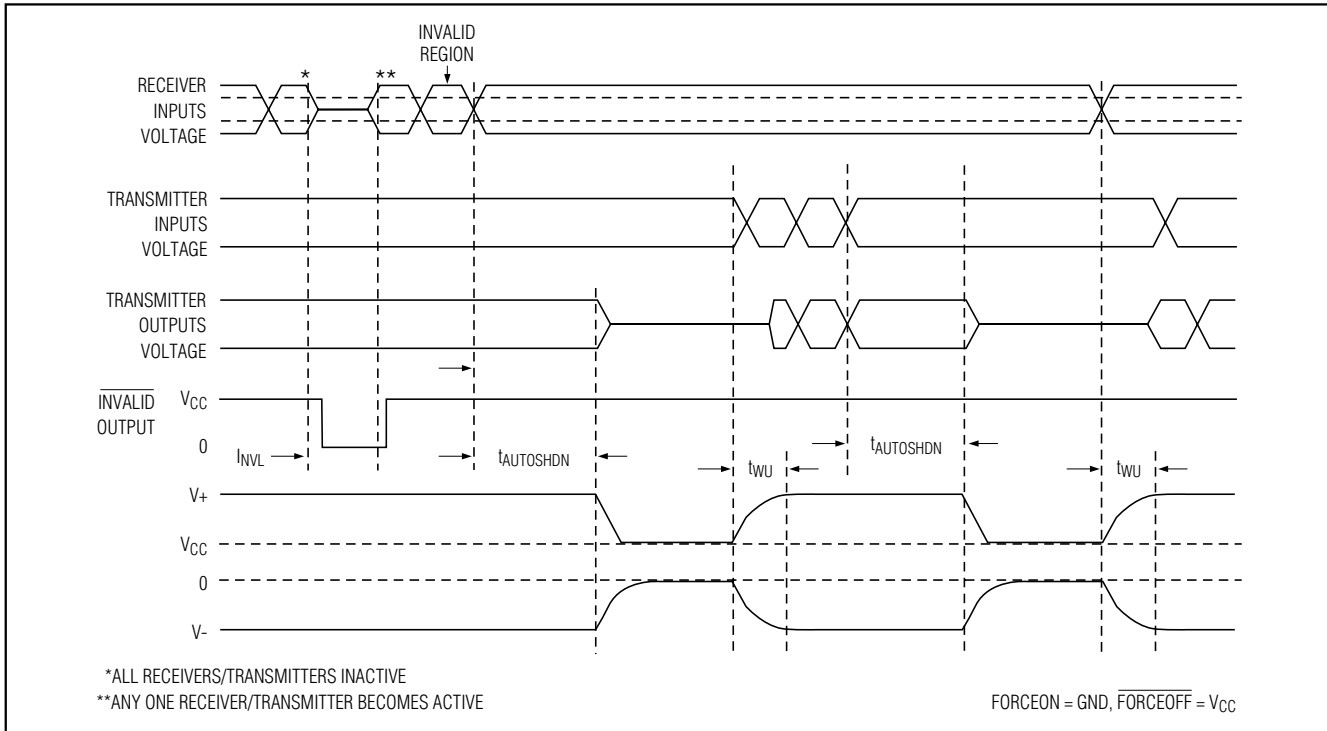 INVALID
REGION
*
**
RECEIVER
INPUTS
VOLTAGE
TRANSMITTER
INPUTS
VOLTAGE
TRANSMITTER
OUTPUTS
VOLTAGE
INVALID
OUTPUT
VCC
0
INVL
tAUTOSHDN
tWU
tAUTOSHDN
tWU
V+
VCC
0
V-
*ALL RECEIVERS/TRANSMITTERS INACTIVE
**ANY ONE RECEIVER/TRANSMITTER BECOMES ACTIVE
FORCEON = GND, FORCEOFF = VCC